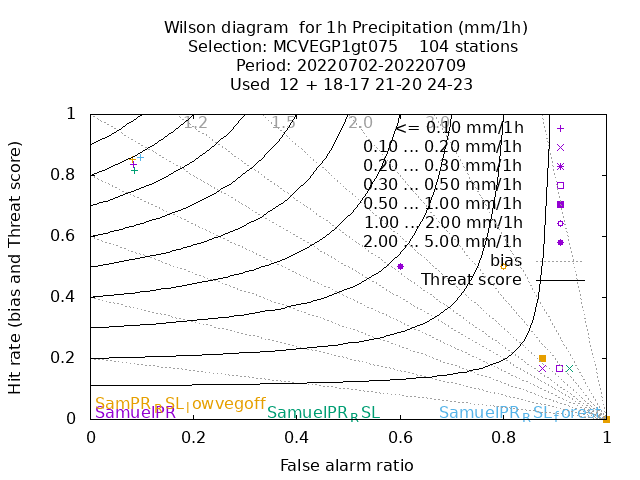 Wilson diagram  for 1h Precipitation (mm/1h)
Selection: MCVEGP1gt075    104 stations
Period: 20220702-20220709
Used  12 + 18-17 21-20 24-23
Hit rate (bias and Threat score)
1
0.8
0.6
0.4
0.2
0
1.2
1.5
2.0
<= 0.10 mm/1h
0.10 ... 0.20 mm/1h
0.20 ... 0.30 mm/1h
0.30 ... 0.50 mm/1h
0.50 ... 1.00 mm/1h
1.00 ... 2.00 mm/1h
2.00 ... 5.00 mm/1h
bias
Threat score
SamPR_RSL_lowvegoff
SamuelPR
SamuelPR_RSL
SamuelPR_RSL_forest
0
0.2
0.4
0.6
0.8
1
False alarm ratio